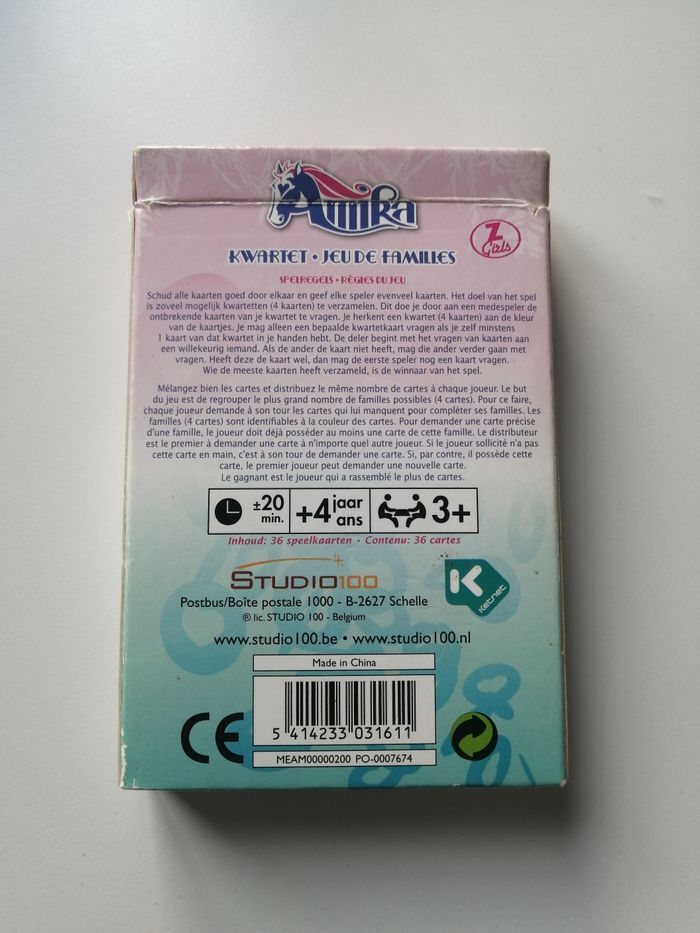 Amika
KWARTET • JEU DE FAMILLES
Z
Girls
SPELREGELS • RÈGLES DU JEU
Schud alle kaarten goed door elkaar en geef elke speler evenveel kaarten. Het doel van het spel
is zoveel mogelijk kwartetten (4 kaarten) te verzamelen. Dit doe je door aan een medespeler de
ontbrekende kaarten van je kwartet te vragen. Je herkent een kwartet (4 kaarten) aan de kleur
van de kaartjes. Je mag alleen een bepaalde kwartetkaart vragen als je zelf minstens
1 kaart van dat kwartet in je handen hebt. De deler begint met het vragen van kaarten aan
een willekeurig iemand. Als de ander de kaart niet heeft, mag die ander verder gaan met
vragen. Heeft deze de kaart wel, dan mag de eerste speler nog een kaart vragen.
Wie de meeste kaarten heeft verzameld, is de winnaar van het spel.
Mélangez bien les cartes et distribuez le même nombre de cartes à chaque joueur. Le but
du jeu est de regrouper le plus grand nombre de familles possibles (4 cartes). Pour ce faire,
chaque joueur demande à son tour les cartes qui lui manquent pour compléter ses familles. Les
familles (4 cartes) sont identifiables à la couleur des cartes. Pour demander une carte précise
d'une famille, le joueur doit déjà posséder au moins une carte de cette famille. Le distributeur
est le premier à demander une carte à n'importe quel autre joueur. Si le joueur sollicité n'a pas
cette carte en main, c'est à son tour de demander une carte. Si, par contre, il possède cette
carte, le premier joueur peut demander une nouvelle carte.
Le gagnant est le joueur qui a rassemblé le plus de cartes.
±20
min.
+4 jaar
ans
3+
Inhoud: 36 speelkaarten • Contenu: 36 cartes
STUDIO100
K
Ketnet
Postbus/Boîte postale 1000 - B-2627 Schelle
® lic. STUDIO 100 - Belgium
www.studio100.be • www.studio100.nl
Made in China
CE
5 414233 031611
MEAM00000200 PO-0007674